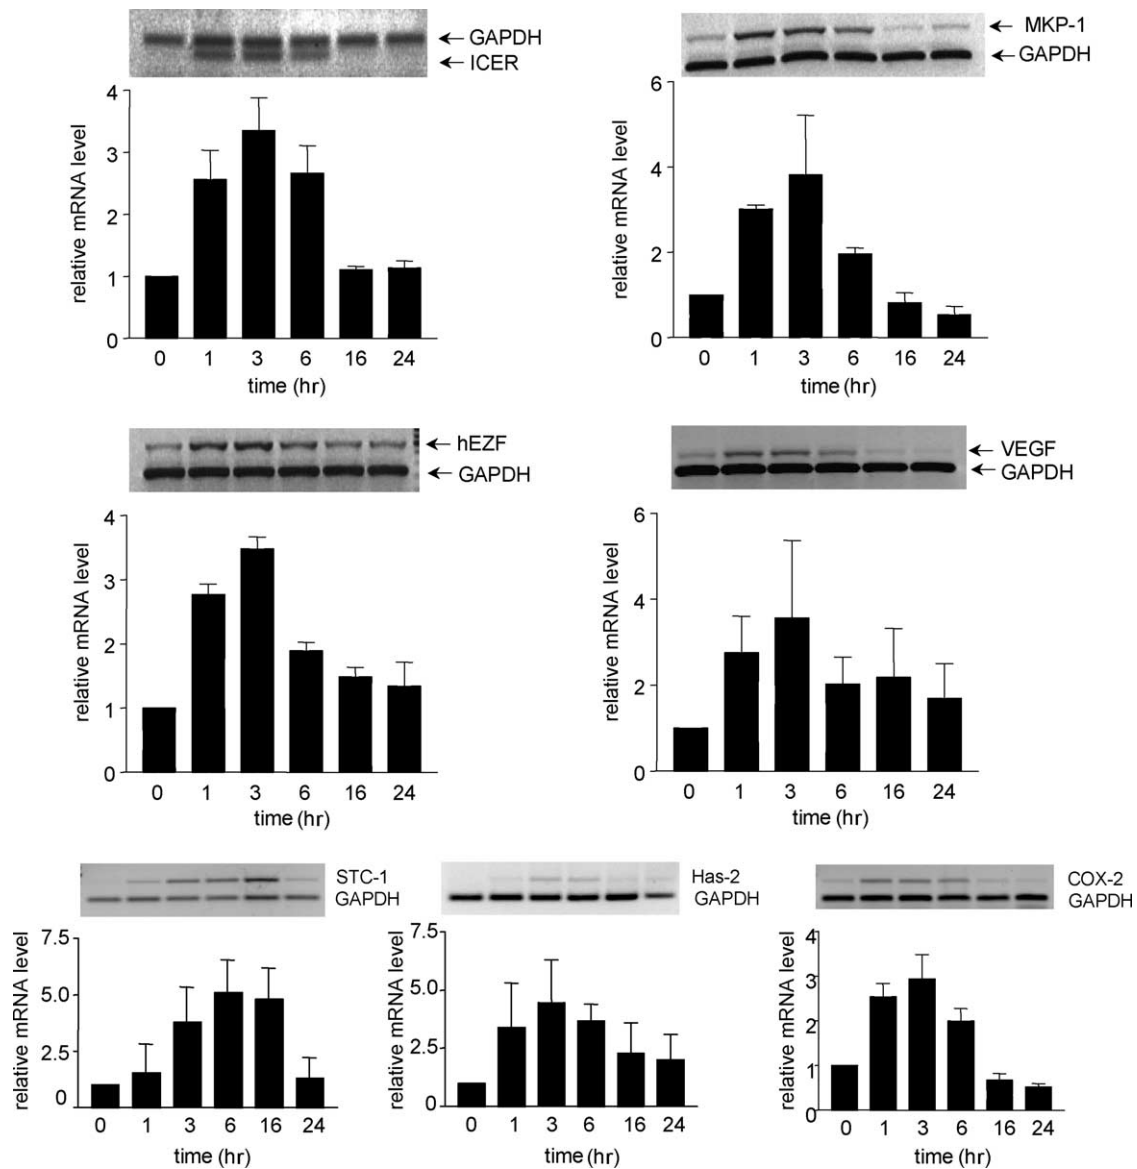 ← GAPDH
← ICER
relative mRNA level
4
3
2
1
0
0 1 3 6 16 24
time (hr)
← MKP-1
← GAPDH
relative mRNA level
6
4
2
0
0 1 3 6 16 24
time (hr)
← hEZF
← GAPDH
relative mRNA level
4
3
2
1
0
0 1 3 6 16 24
time (hr)
← VEGF
← GAPDH
relative mRNA level
6
4
2
0
0 1 3 6 16 24
time (hr)
STC-1
GAPDH
relative mRNA level
7.5
5.0
2.5
0
0 1 3 6 16 24
time (hr)
Has-2
GAPDH
relative mRNA level
7.5
5.0
2.5
0
0 1 3 6 16 24
time (hr)
COX-2
GAPDH
relative mRNA level
4
3
2
1
0
0 1 3 6 16 24
time (hr)